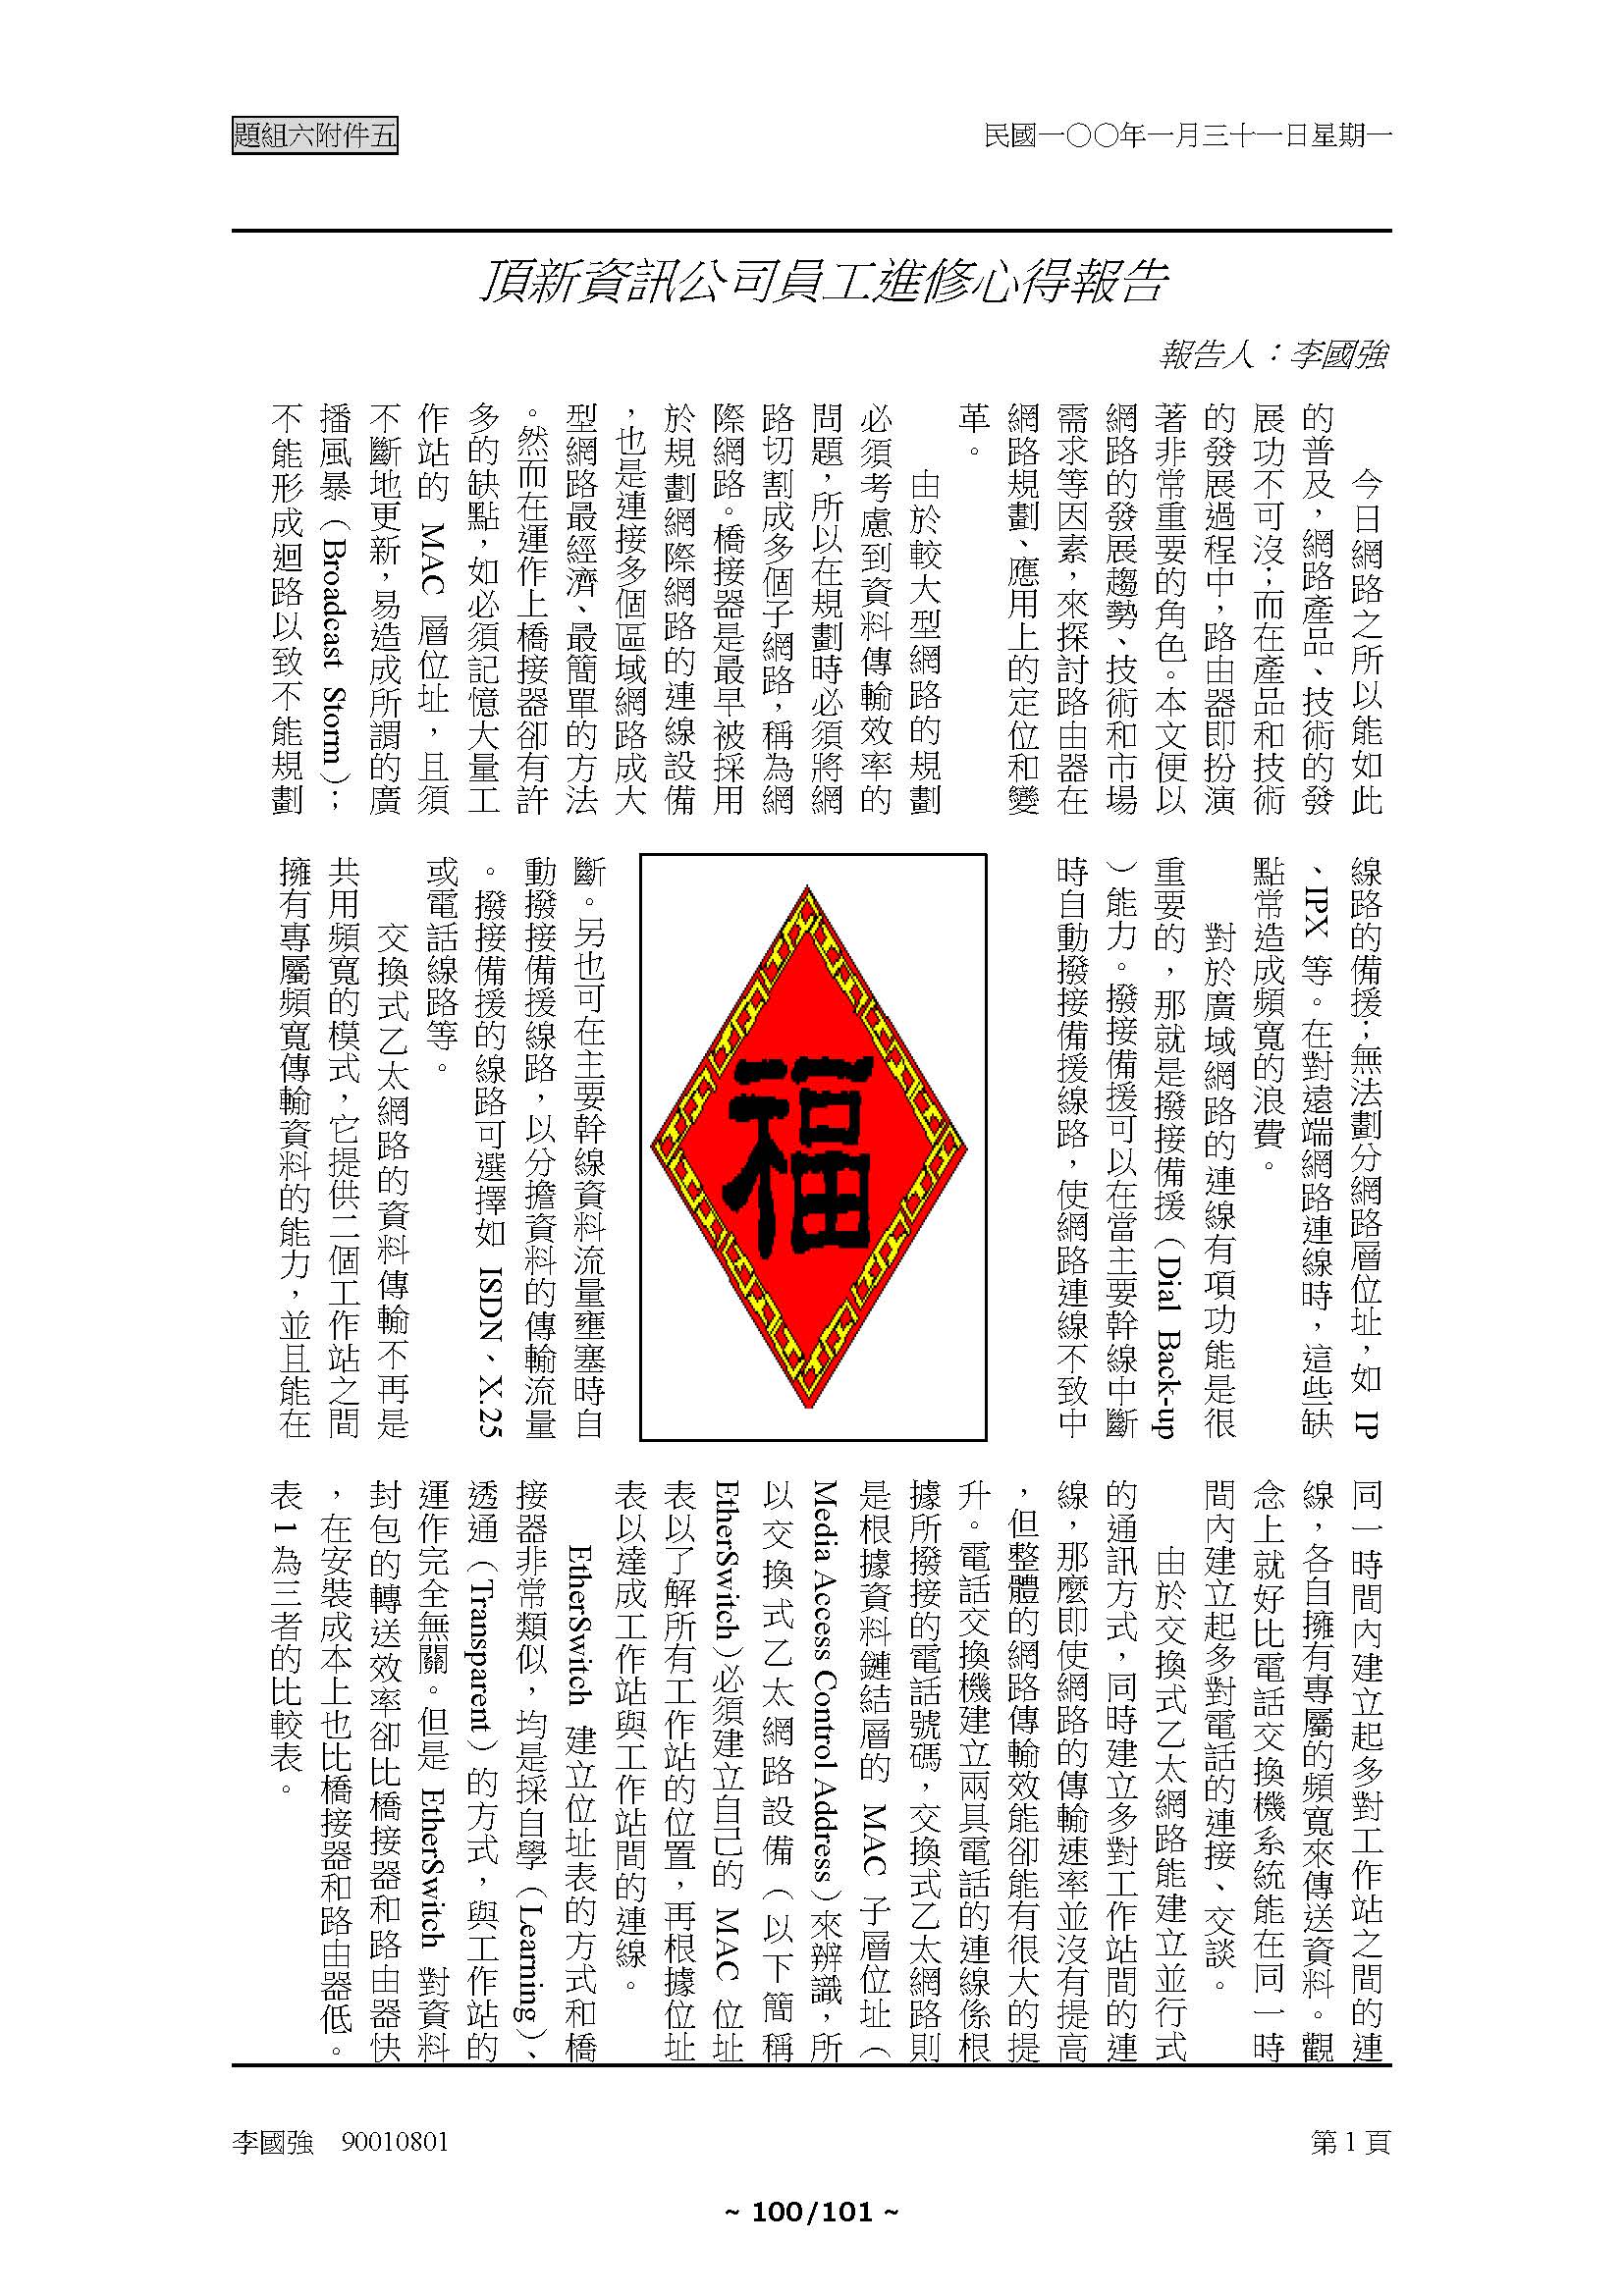 題組六附件五
民國一○○年一月三十一日星期一
頂新資訊公司員工進修心得報告
報告人：李國強
今日網路之所以能如此
的普及，網路產品、技術的發
展功不可沒；而在產品和技術
的發展過程中，路由器即扮演
著非常重要的角色。本文便以
網路的發展趨勢、技術和市場
需求等因素，來探討路由器在
網路規劃、應用上的定位和變
革。
由於較大型網路的規劃
必須考慮到資料傳輸效率的
問題，所以在規劃時必須將網
路切割成多個子網路，稱為網
際網路。橋接器是最早被採用
於規劃網際網路的連線設備
，也是連接多個區域網路成大
型網路最經濟、最簡單的方法
。然而在運作上橋接器卻有許
多的缺點，如必須記憶大量工
作站的 MAC 層位址，且須
不斷地更新，易造成所謂的廣
播風暴（Broadcast Storm）；
不能形成迴路以致不能規劃
線路的備援；無法劃分網路層位址，如 IP
、IPX 等。在對遠端網路連線時，這些缺
點常造成頻寬的浪費。
對於廣域網路的連線有項功能是很
重要的，那就是撥接備援（Dial Back-up
）能力。撥接備援可以在當主要幹線中斷
時自動撥接備援線路，使網路連線不致中
福
斷。另也可在主要幹線資料流量壅塞時自
動撥接備援線路，以分擔資料的傳輸流量
。撥接備援的線路可選擇如 ISDN、X.25
或電話線路等。
交換式乙太網路的資料傳輸不再是
共用頻寬的模式，它提供二個工作站之間
擁有專屬頻寬傳輸資料的能力，並且能在
同一時間內建立起多對工作站之間的連
線，各自擁有專屬的頻寬來傳送資料。觀
念上就好比電話交換機系統能在同一時
間內建立起多對電話的連接、交談。
由於交換式乙太網路能建立並行式
的通訊方式，同時建立多對工作站間的連
線，那麼即使網路的傳輸速率並沒有提高
，但整體的網路傳輸效能卻能有很大的提
升。電話交換機建立兩具電話的連線係根
據所撥接的電話號碼，交換式乙太網路則
是根據資料鏈結層的 MAC 子層位址（
Media Access Control Address）來辨識，所
以交換式乙太網路設備（以下簡稱
EtherSwitch）必須建立自己的 MAC 位址
表以了解所有工作站的位置，再根據位址
表以達成工作站與工作站間的連線。
EtherSwitch 建立位址表的方式和橋
接器非常類似，均是採自學（Learning）、
透通（Transparent）的方式，與工作站的
運作完全無關。但是 EtherSwitch 對資料
封包的轉送效率卻比橋接器和路由器快
，在安裝成本上也比橋接器和路由器低。
表 1 為三者的比較表。
李國強　90010801
第 1 頁
~ 100/101 ~